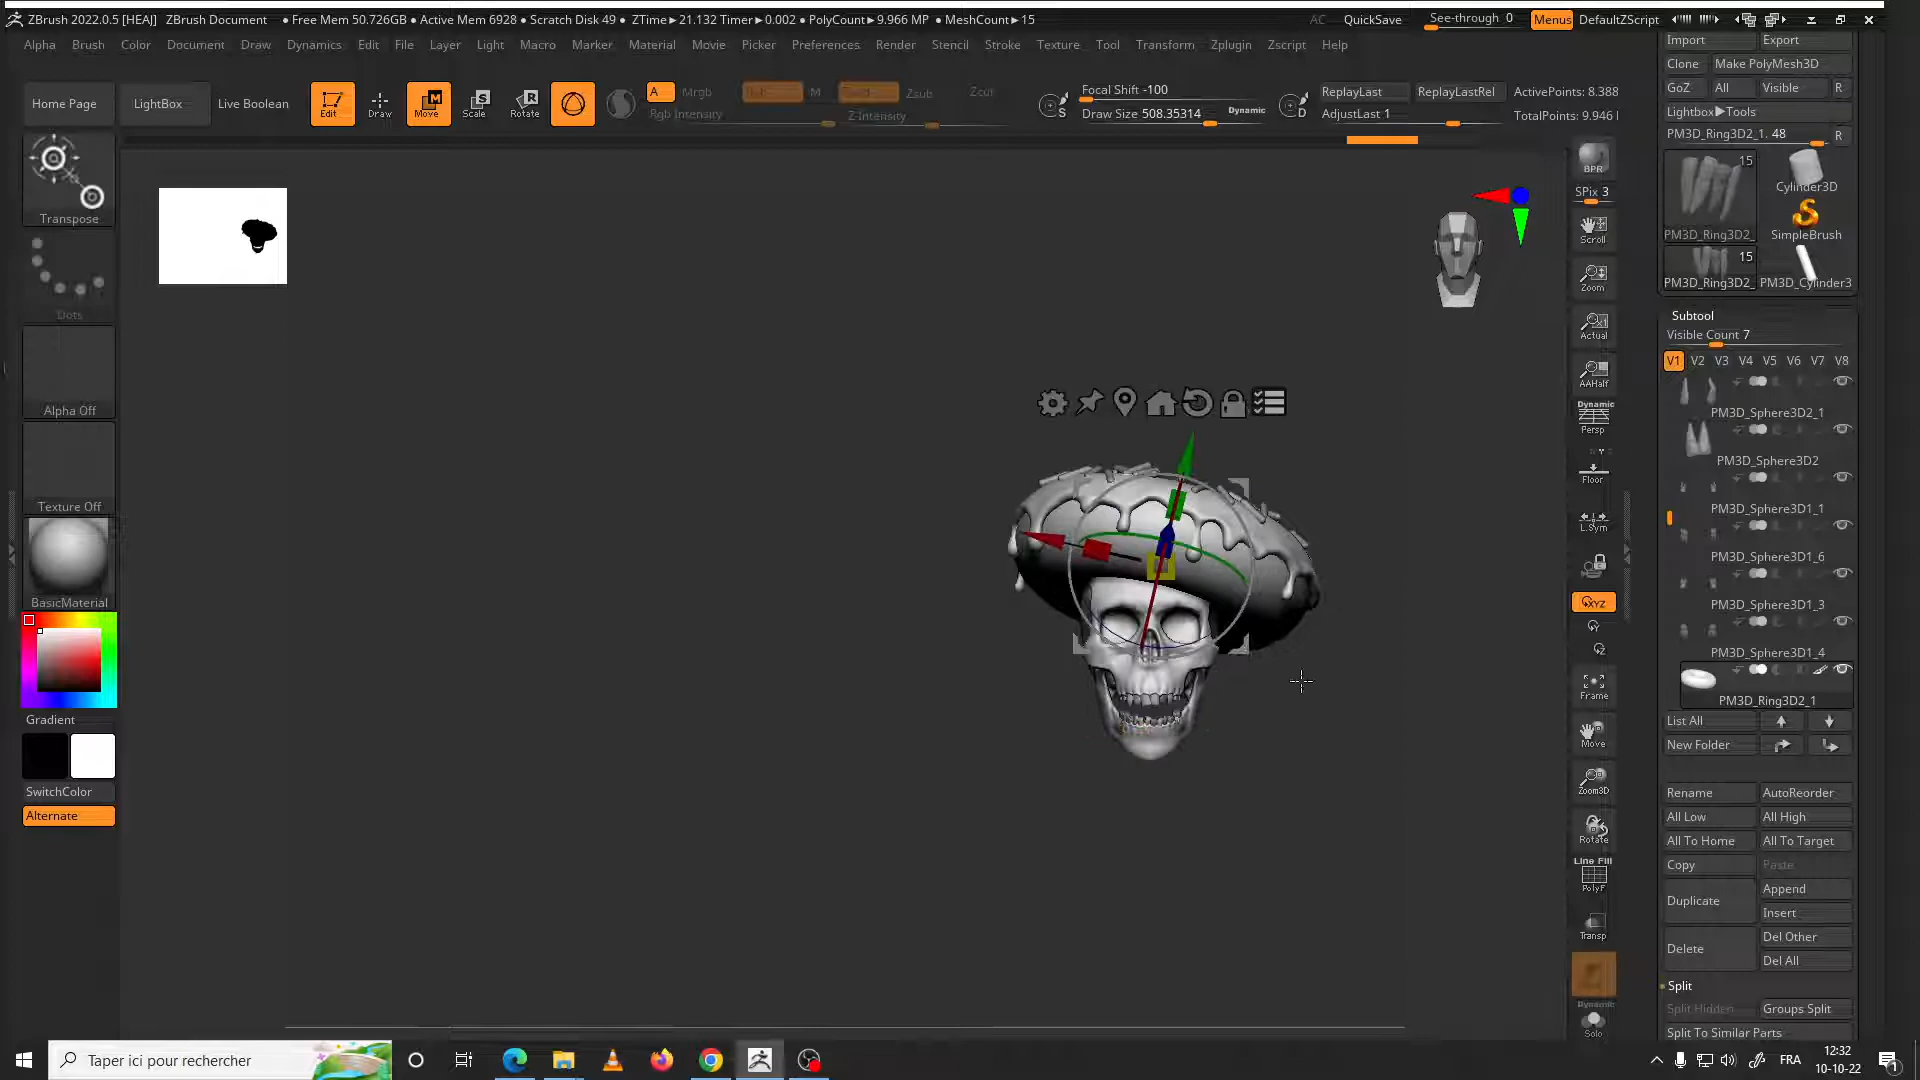 ZBrush 2022.0.5 [HEAJ] ZBrush Document ● Free Mem 50.726GB ● Active Mem 6928 ● Scratch Disk 49 ● ZTime▶21.132 Timer▶0.002 ● PolyCount▶9.966 MP ● MeshCount▶15 AC QuickSave See-through 0 Menus DefaultZScript
Alpha Brush Color Document Draw Dynamics Edit File Layer Light Macro Marker Material Movie Picker Preferences Render Stencil Stroke Texture Tool Transform Zplugin Zscript Help
Home Page LightBox Live Boolean Edit Draw Move Scale Rotate
A Mrgb M Zsub Zcut
Rgb Intensity Z-Intensity
Focal Shift -100
Draw Size 508.35314 Dynamic
ReplayLast ReplayLastRel ActivePoints: 8.388
AdjustLast 1 TotalPoints: 9.946 
Transpose
Dots
Alpha Off
Texture Off
BasicMaterial
Gradient
SwitchColor
Alternate
BPR
SPix 3
Scroll
Zoom
Actual
AAHalf
Dynamic
Persp
Floor
L.Sym
XYZ
Frame
Move
Zoom3D
Rotate
Line Fill
PolyF
Transp
Dynamic
Solo
Import Export
Clone Make PolyMesh3D
GoZ All Visible R
Lightbox▶Tools
PM3D_Ring3D2_1. 48 R
15
Cylinder3D
PM3D_Ring3D2_ SimpleBrush
15
PM3D_Ring3D2_ PM3D_Cylinder3
Subtool
Visible Count 7
V1 V2 V3 V4 V5 V6 V7 V8
PM3D_Sphere3D2_1
PM3D_Sphere3D2
PM3D_Sphere3D1_1
PM3D_Sphere3D1_6
PM3D_Sphere3D1_3
PM3D_Sphere3D1_4
PM3D_Ring3D2_1
List All
New Folder
Rename AutoReorder
All Low All High
All To Home All To Target
Copy Paste
Duplicate Append
Insert
Delete Del Other
Del All
Split
Split Hidden Groups Split
Split To Similar Parts
Taper ici pour rechercher
FRA
12:32
10-10-22
1